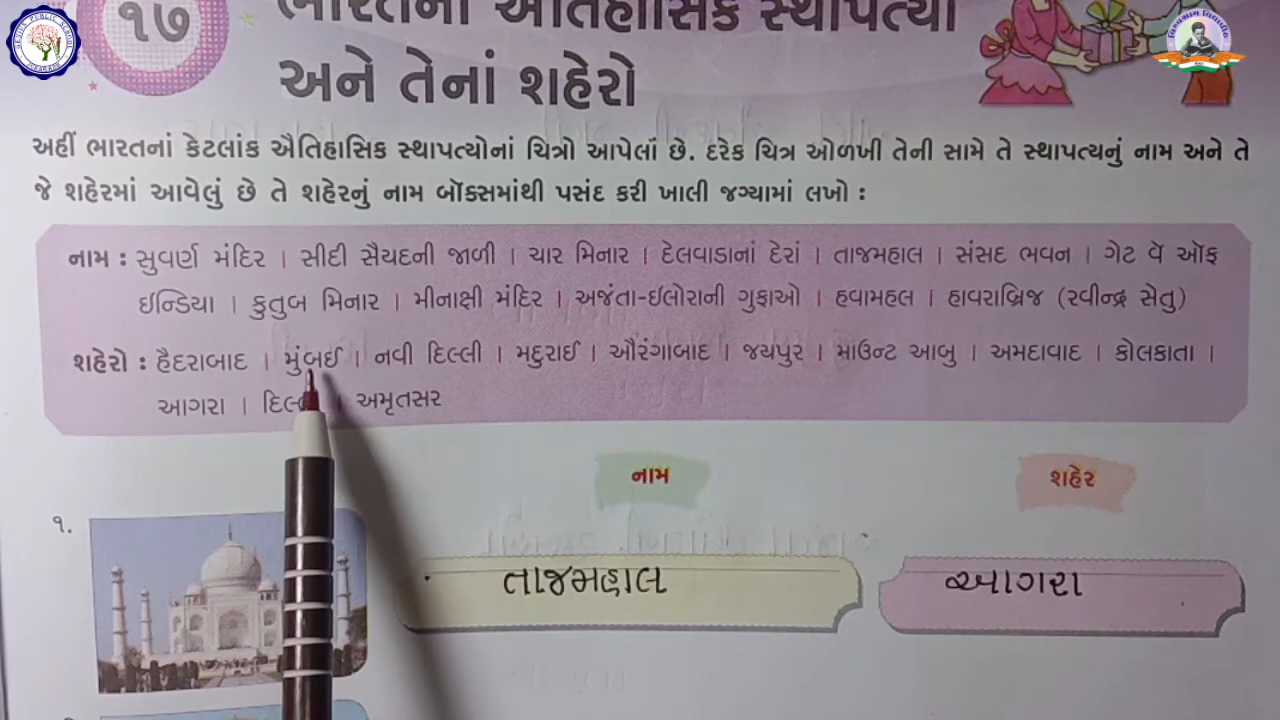 ૧૭
ભારતનાં ઐતિહાસિક સ્થાપત્યો
અને તેનાં શહેરો
અહીં ભારતનાં કેટલાંક ઐતિહાસિક સ્થાપત્યોનાં ચિત્રો આપેલાં છે. દરેક ચિત્ર ઓળખી તેની સામે તે સ્થાપત્યનું નામ અને તે
જે શહેરમાં આવેલું છે તે શહેરનું નામ બૉક્સમાંથી પસંદ કરી ખાલી જગ્યામાં લખો :
નામ : સુવર્ણ મંદિર । સીદી સૈયદની જાળી । ચાર મિનાર । દેલવાડાનાં દેરાં । તાજમહાલ । સંસદ ભવન । ગેટ વે ઑફ
ઇન્ડિયા । કુતુબ મિનાર । મીનાક્ષી મંદિર । અજંતા-ઇલોરાની ગુફાઓ । હવામહલ । હાવરાબ્રિજ (રવીન્દ્ર સેતુ)
શહેરો : હૈદરાબાદ । મુંબઈ । નવી દિલ્લી । મદુરાઈ । ઔરંગાબાદ । જયપુર । માઉન્ટ આબુ । અમદાવાદ । કોલકાતા ।
આગરા । । અમૃતસર
નામ શહેર
૧.
તાજમહાલ આગરા